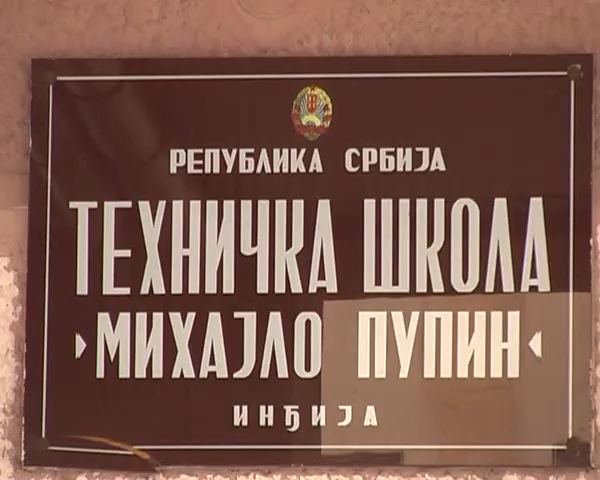 РЕПУБЛИКА СРБИЈА
ТЕХНИЧКА ШКОЛА
МИХАЈЛО ПУПИН
ИНЂИЈА